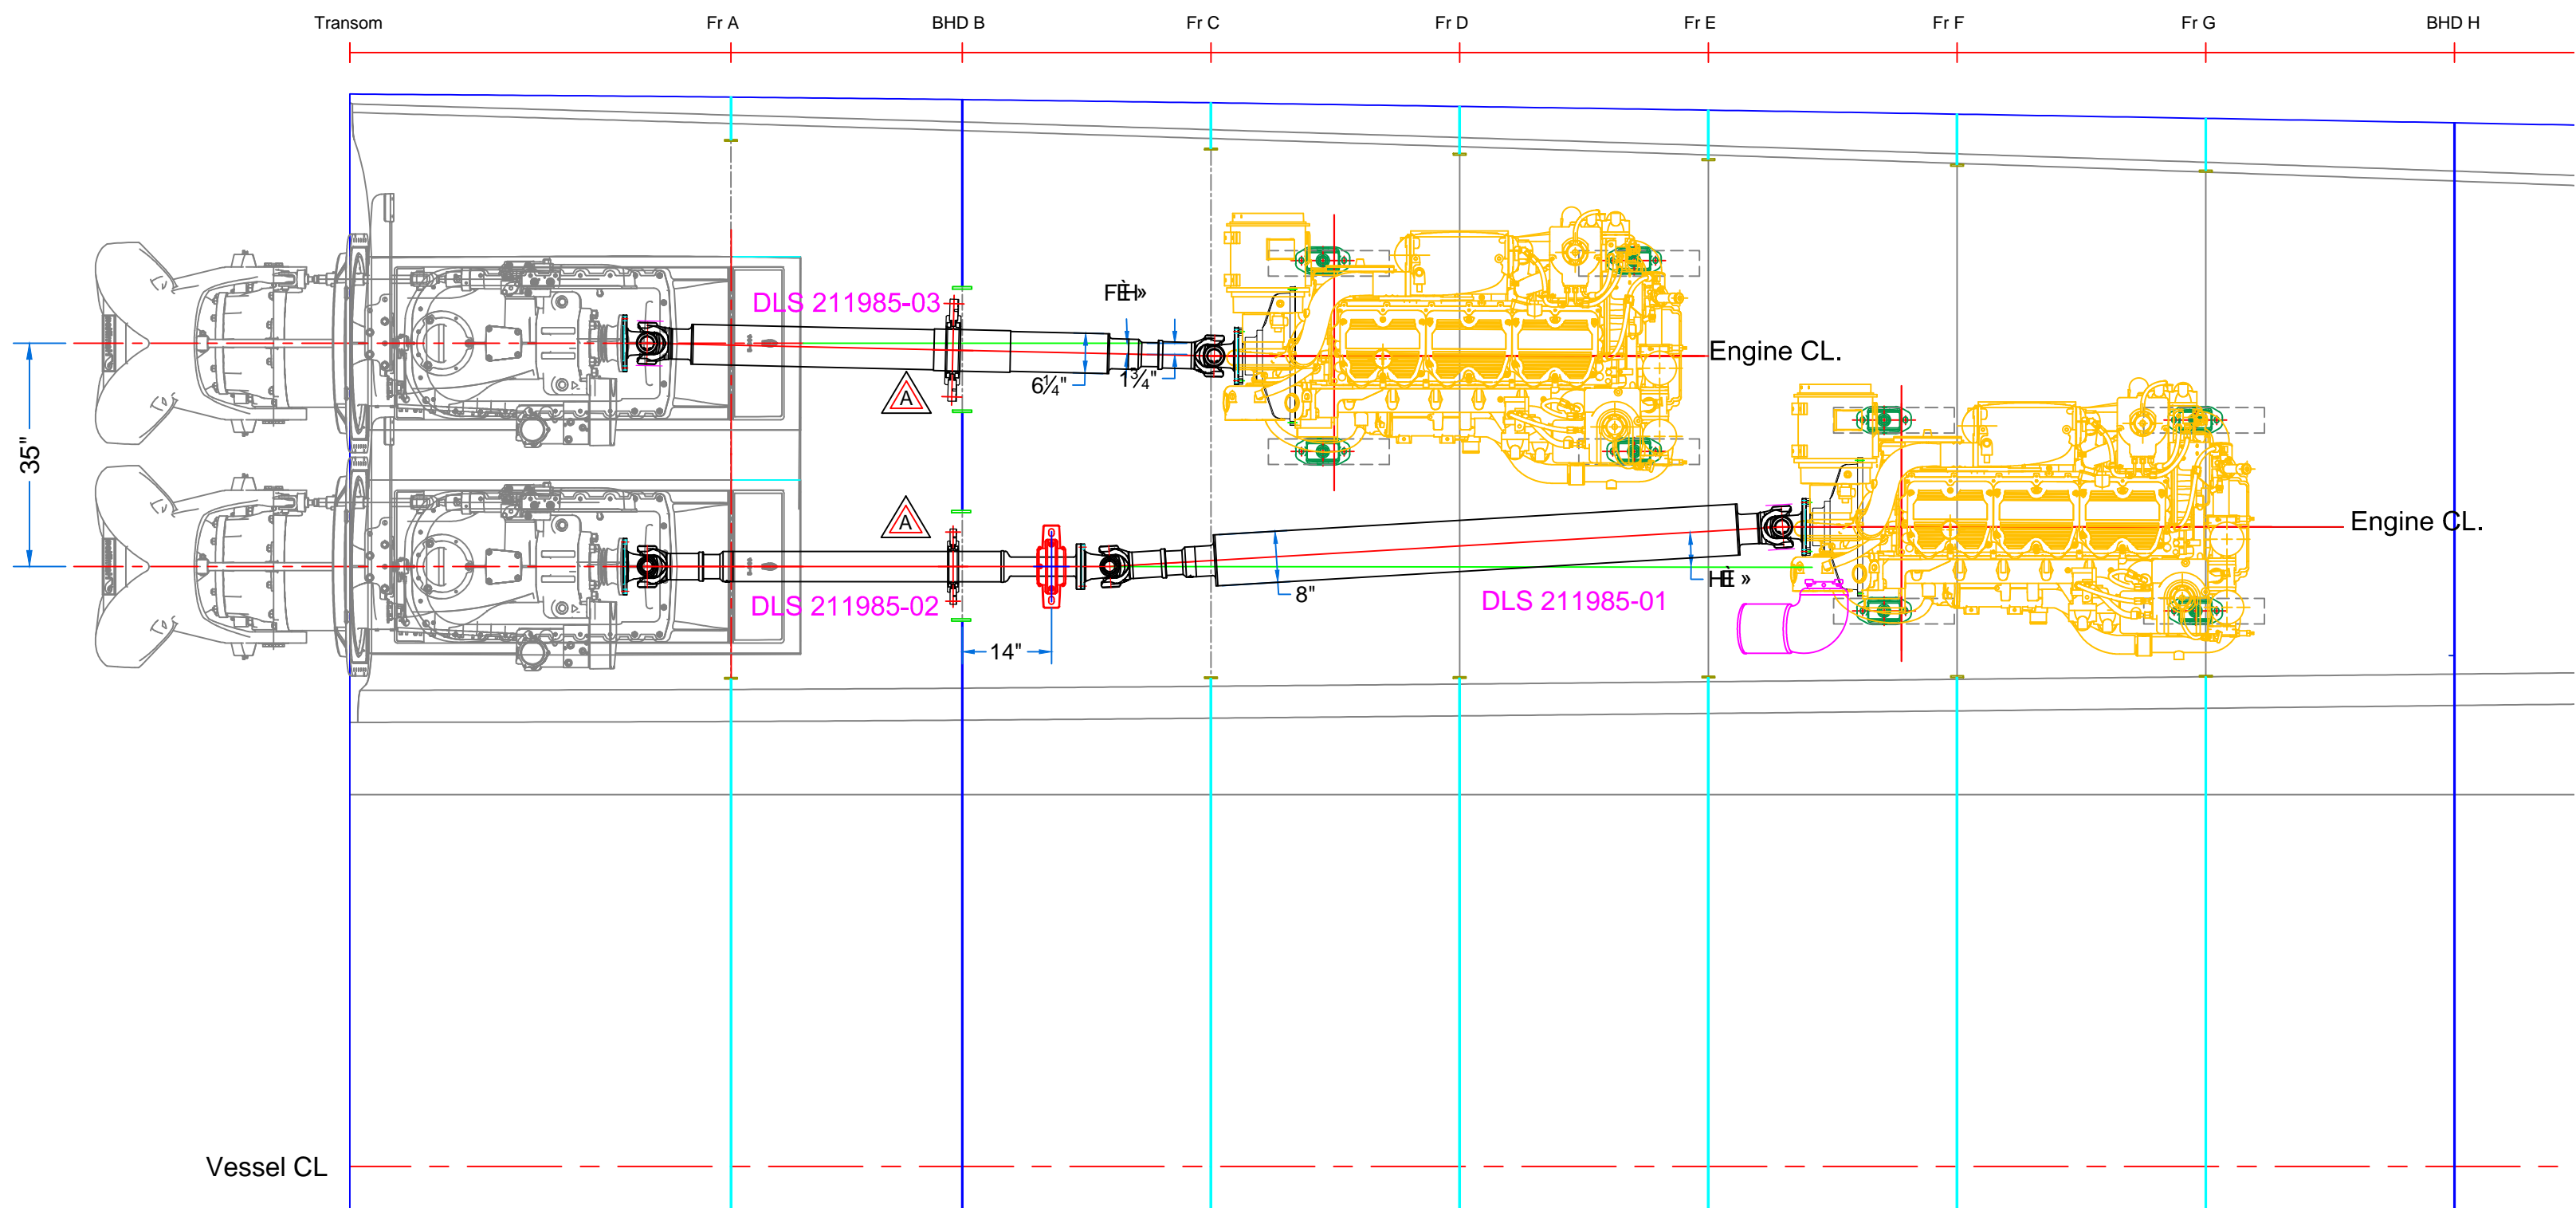 Transom Fr A BHD B Fr C Fr D Fr E Fr F Fr G BHD H
DLS 211985-03
Engine CL.
6¼"
1¾"
A
35"
A
Engine CL.
8"
DLS 211985-02
DLS 211985-01
14"
Vessel CL